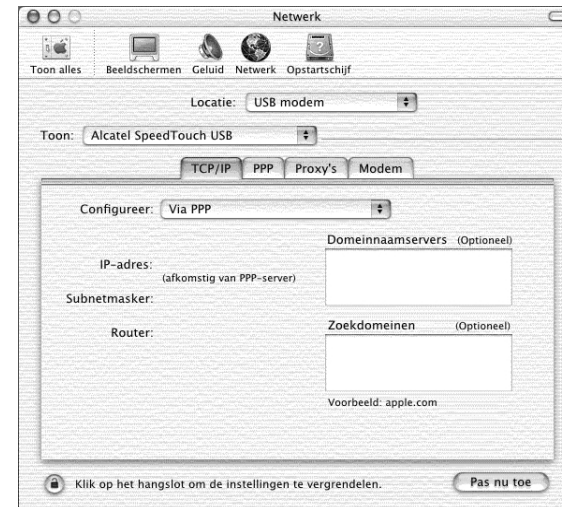 Netwerk
Toon alles Beeldschermen Geluid Netwerk Opstartschijf
Locatie: USB modem
Toon: Alcatel SpeedTouch USB
TCP/IP PPP Proxy's Modem
Configureer: Via PPP
Domeinnaamservers (Optioneel)
IP-adres:
(afkomstig van PPP-server)
Subnetmasker:
Router:
Zoekdomeinen (Optioneel)
Voorbeeld: apple.com
Klik op het hangslot om de instellingen te vergrendelen. Pas nu toe